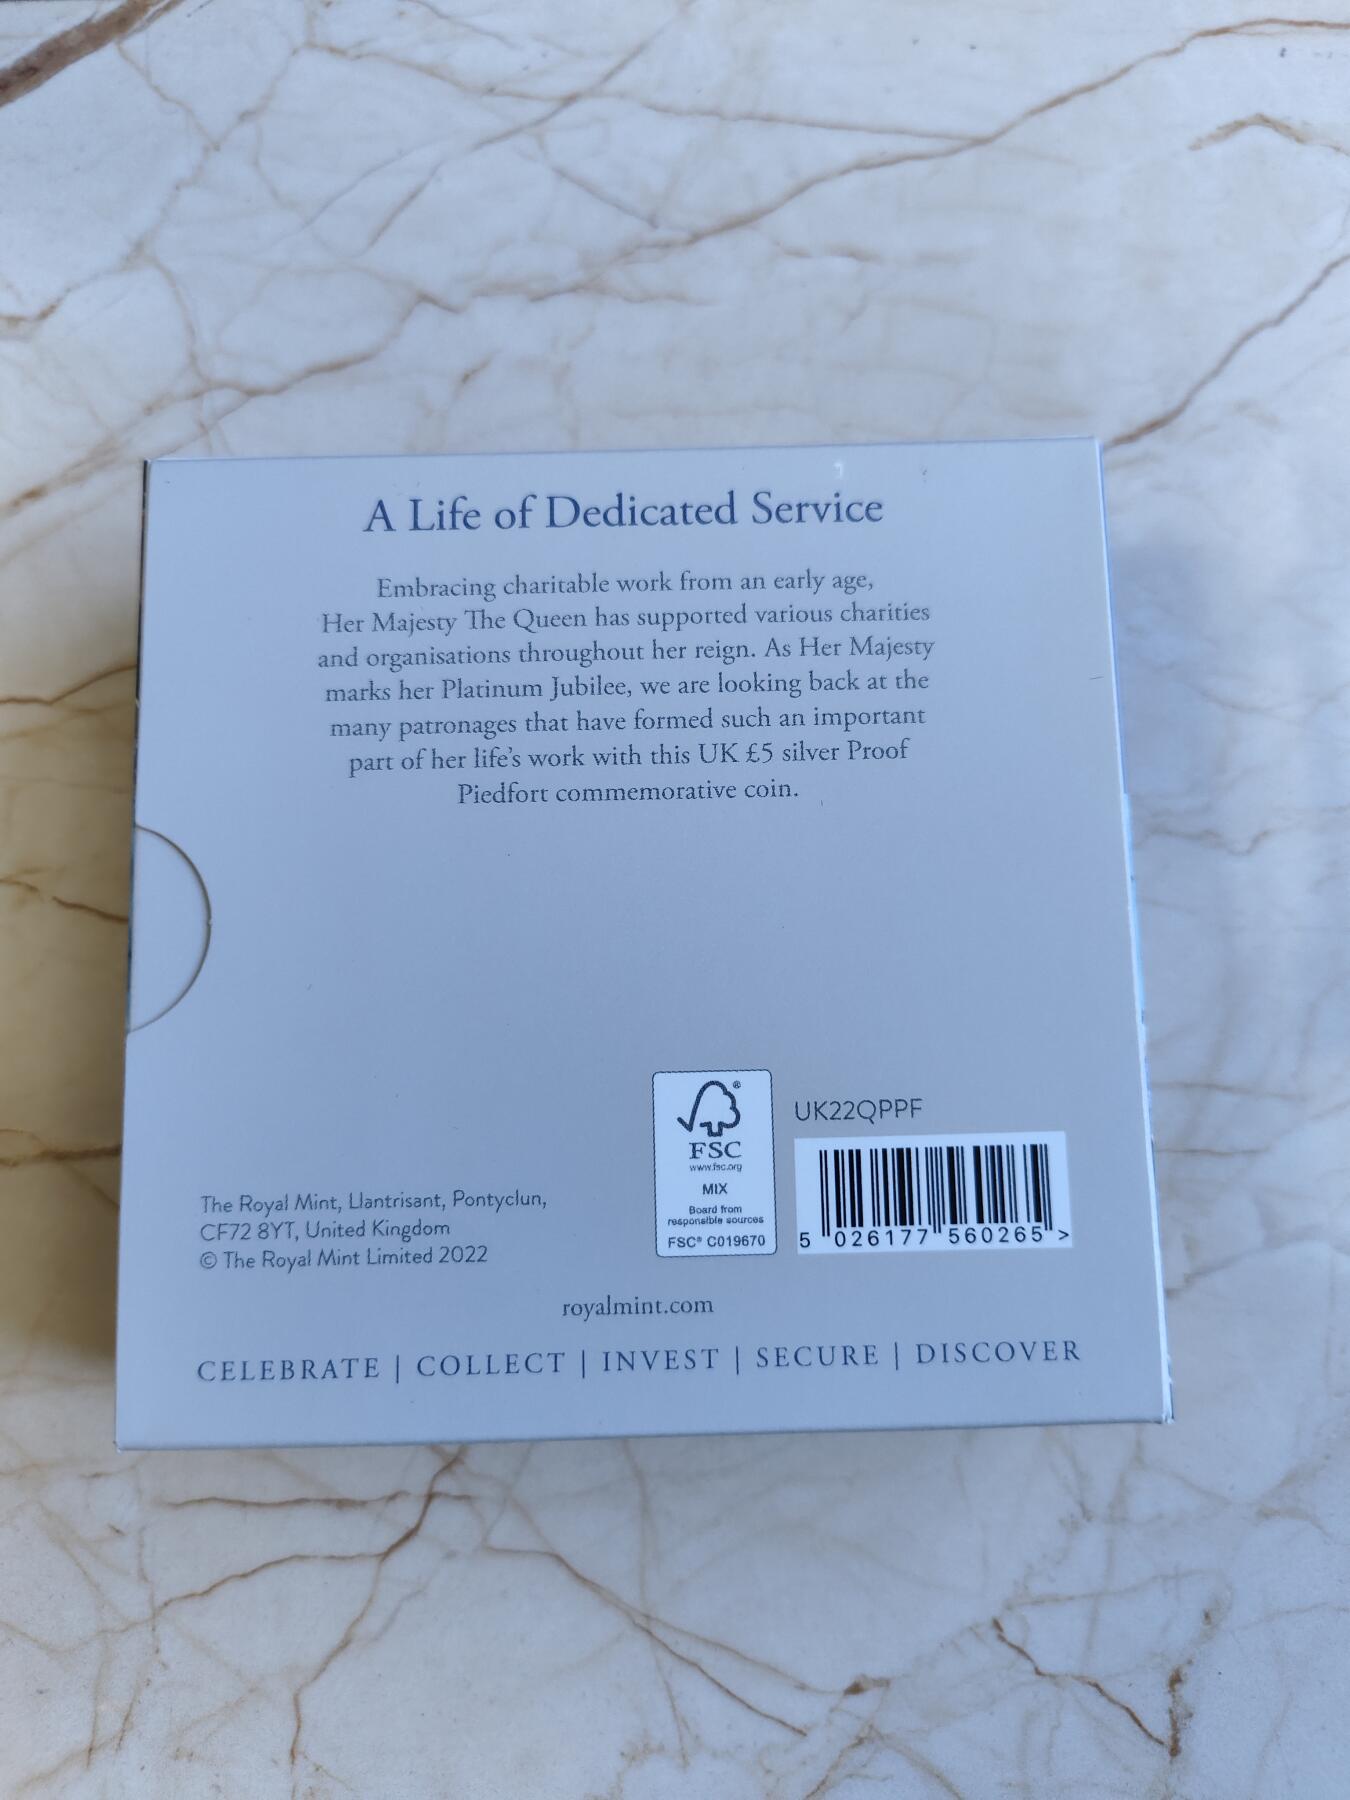 A Life of Dedicated Service
Embracing charitable work from an early age,
Her Majesty The Queen has supported various charities
and organisations throughout her reign. As Her Majesty
marks her Platinum Jubilee, we are looking back at the
many patronages that have formed such an important
part of her life's work with this UK £5 silver Proof
Piedfort commemorative coin.
The Royal Mint, Llantrisant, Pontyclun,
CF72 8YT, United Kingdom
© The Royal Mint Limited 2022
®
FSC
www.fsc.org
MIX
Board from
responsible sources
FSC® C019670
UK22QPPF
5 026177 560265 >
royalmint.com
CELEBRATE | COLLECT | INVEST | SECURE | DISCOVER